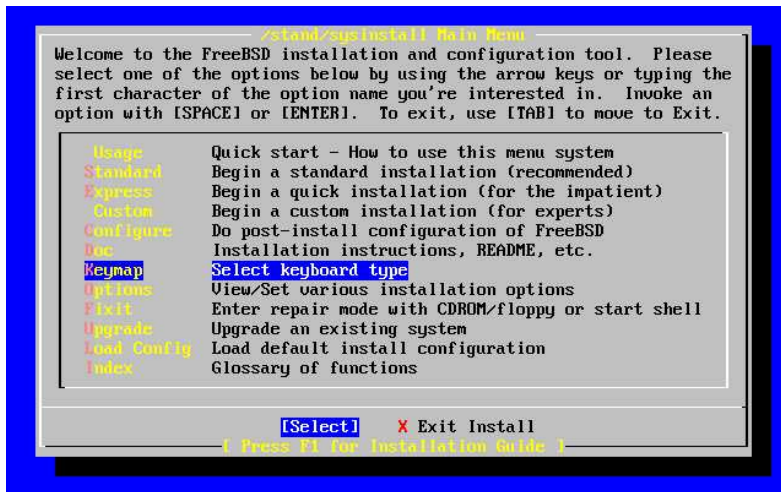 /stand/sysinstall Main Menu
Welcome to the FreeBSD installation and configuration tool.  Please
select one of the options below by using the arrow keys or typing the
first character of the option name you're interested in.  Invoke an
option with [SPACE] or [ENTER].  To exit, use [TAB] to move to Exit.
Usage Quick start - How to use this menu system
Standard Begin a standard installation (recommended)
Express Begin a quick installation (for the impatient)
Custom Begin a custom installation (for experts)
Configure Do post-install configuration of FreeBSD
Doc Installation instructions, README, etc.
Keymap Select keyboard type
Options View/Set various installation options
Fixit Enter repair mode with CDROM/floppy or start shell
Upgrade Upgrade an existing system
Load Config Load default install configuration
Index Glossary of functions
[Select] X Exit Install
[ Press F1 for Installation Guide ]